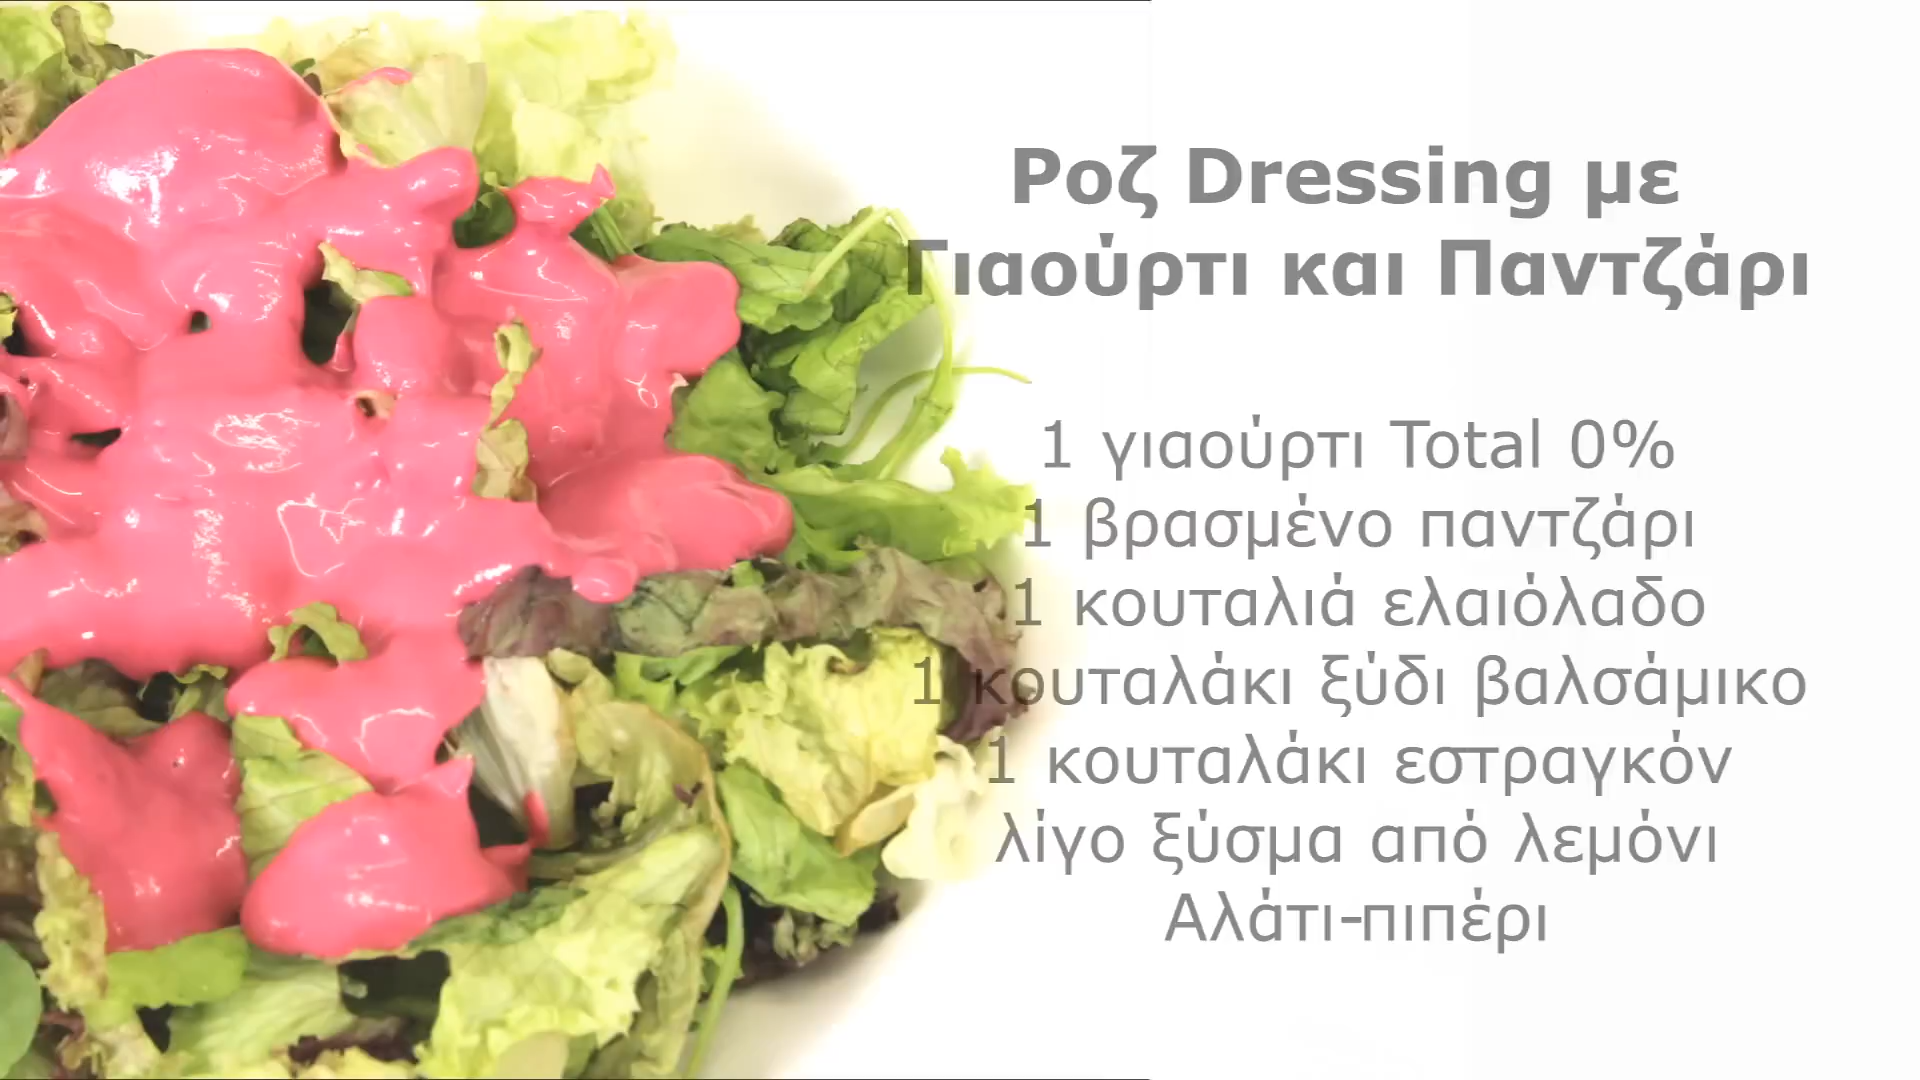 Ροζ Dressing με
Γιαούρτι και Παντζάρι
1 γιαούρτι Total 0%
1 βρασμένο παντζάρι
1 κουταλιά ελαιόλαδο
1 κουταλάκι ξύδι βαλσάμικο
1 κουταλάκι εστραγκόν
λίγο ξύσμα από λεμόνι
Αλάτι-πιπέρι